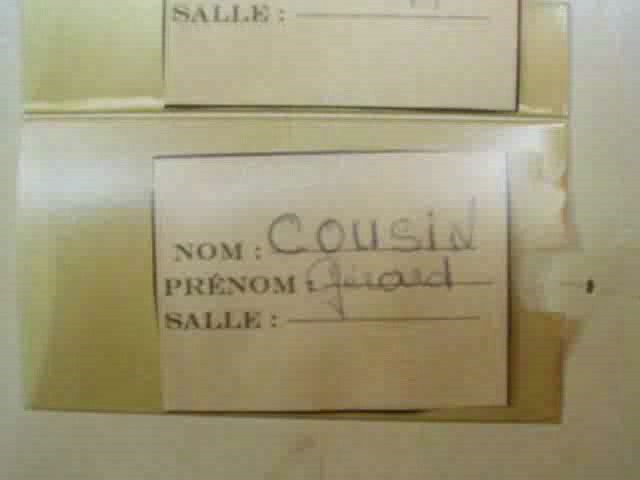 SALLE :
NOM : COUSIN
PRÉNOM : Gérard
SALLE :